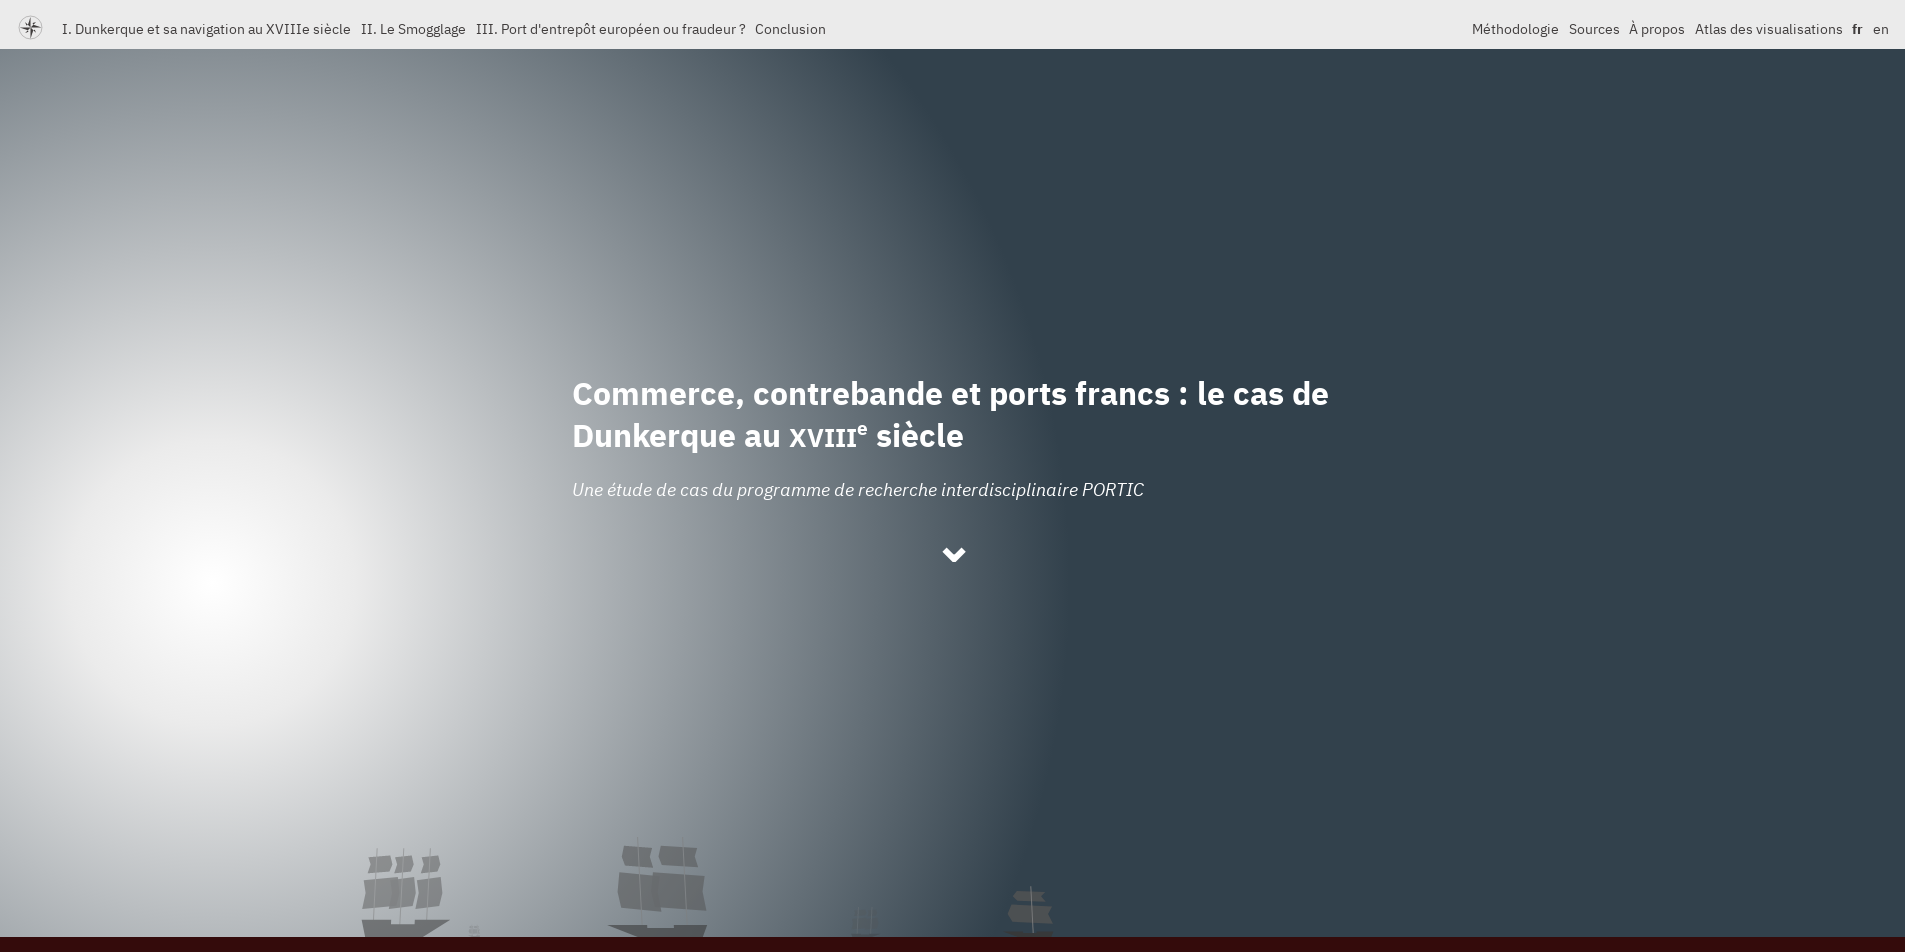 I. Dunkerque et sa navigation au XVIIIe siècle II. Le Smogglage III. Port d'entrepôt européen ou fraudeur ? Conclusion Méthodologie Sources À propos Atlas des visualisations fr en
Commerce, contrebande et ports francs : le cas de
Dunkerque au XVIIIe siècle
Une étude de cas du programme de recherche interdisciplinaire PORTIC